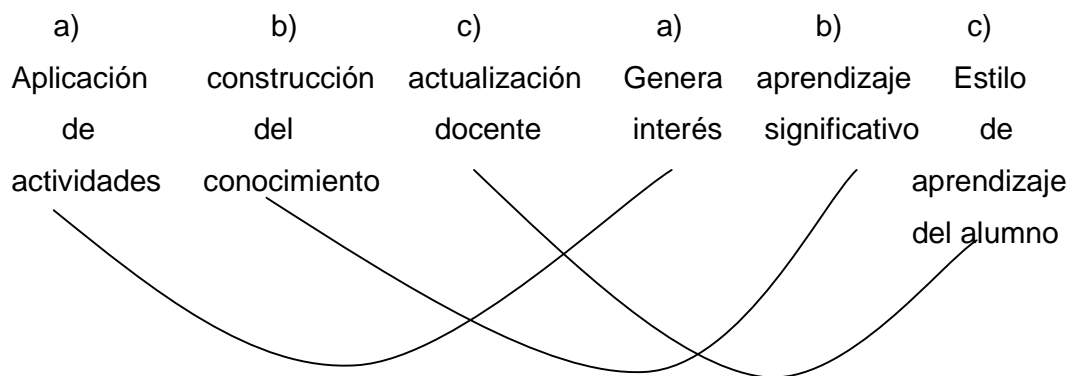 a) b) c) a) b) c)
Aplicación construcción actualización Genera aprendizaje Estilo
de del docente interés significativo de
actividades conocimiento aprendizaje
del alumno